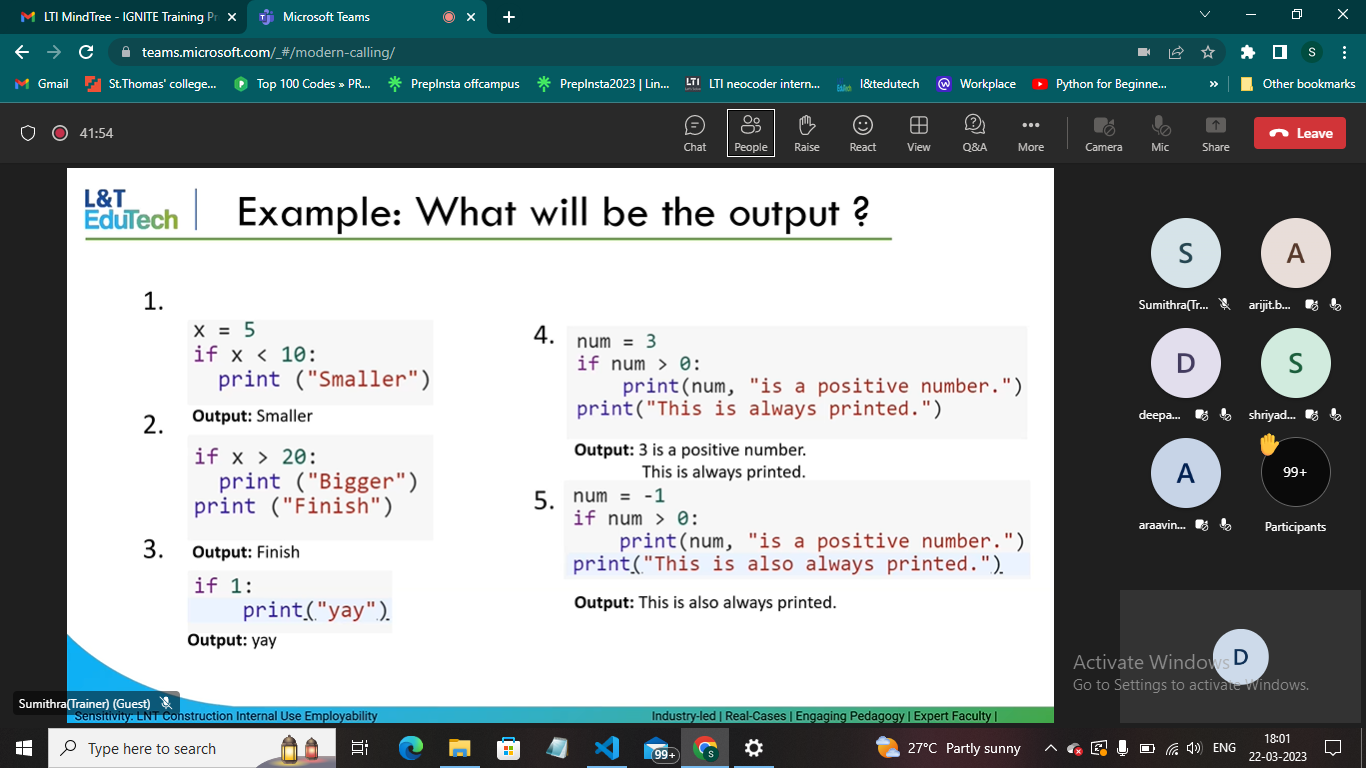 LTI MindTree - IGNITE Training Pr
Microsoft Teams
teams.microsoft.com/_#/modern-calling/
S
Gmail
St.Thomas' college...
Top 100 Codes » PR...
PrepInsta offcampus
PrepInsta2023 | Lin...
LTI
LTI neocoder intern...
l&tedutech
Workplace
Python for Beginne...
»
Other bookmarks
41:54
Chat
People
Raise
React
View
Q&A
More
Camera
Mic
Share
Leave
L&T
EduTech
Example: What will be the output ?
1.
x = 5
if x < 10:
print ("Smaller")
Output: Smaller
2.
if x > 20:
print ("Bigger")
print ("Finish")
Output: Finish
3.
if 1:
print("yay")
Output: yay
4.
num = 3
if num > 0:
print(num, "is a positive number.")
print("This is always printed.")
Output: 3 is a positive number.
This is always printed.
5.
num = -1
if num > 0:
print(num, "is a positive number.")
print("This is also always printed.")
Output: This is also always printed.
Sensitivity: LNT Construction Internal Use Employability
Industry-led | Real-Cases | Engaging Pedagogy | Expert Faculty |
Sumithra(Trainer) (Guest)
S
Sumithra(Tr...
A
arijit.b...
D
deepa...
S
shriyad...
A
araavin...
99+
Participants
D
Activate Windows
Go to Settings to activate Windows.
Type here to search
99+
S
27°C Partly sunny
ENG
18:01
22-03-2023